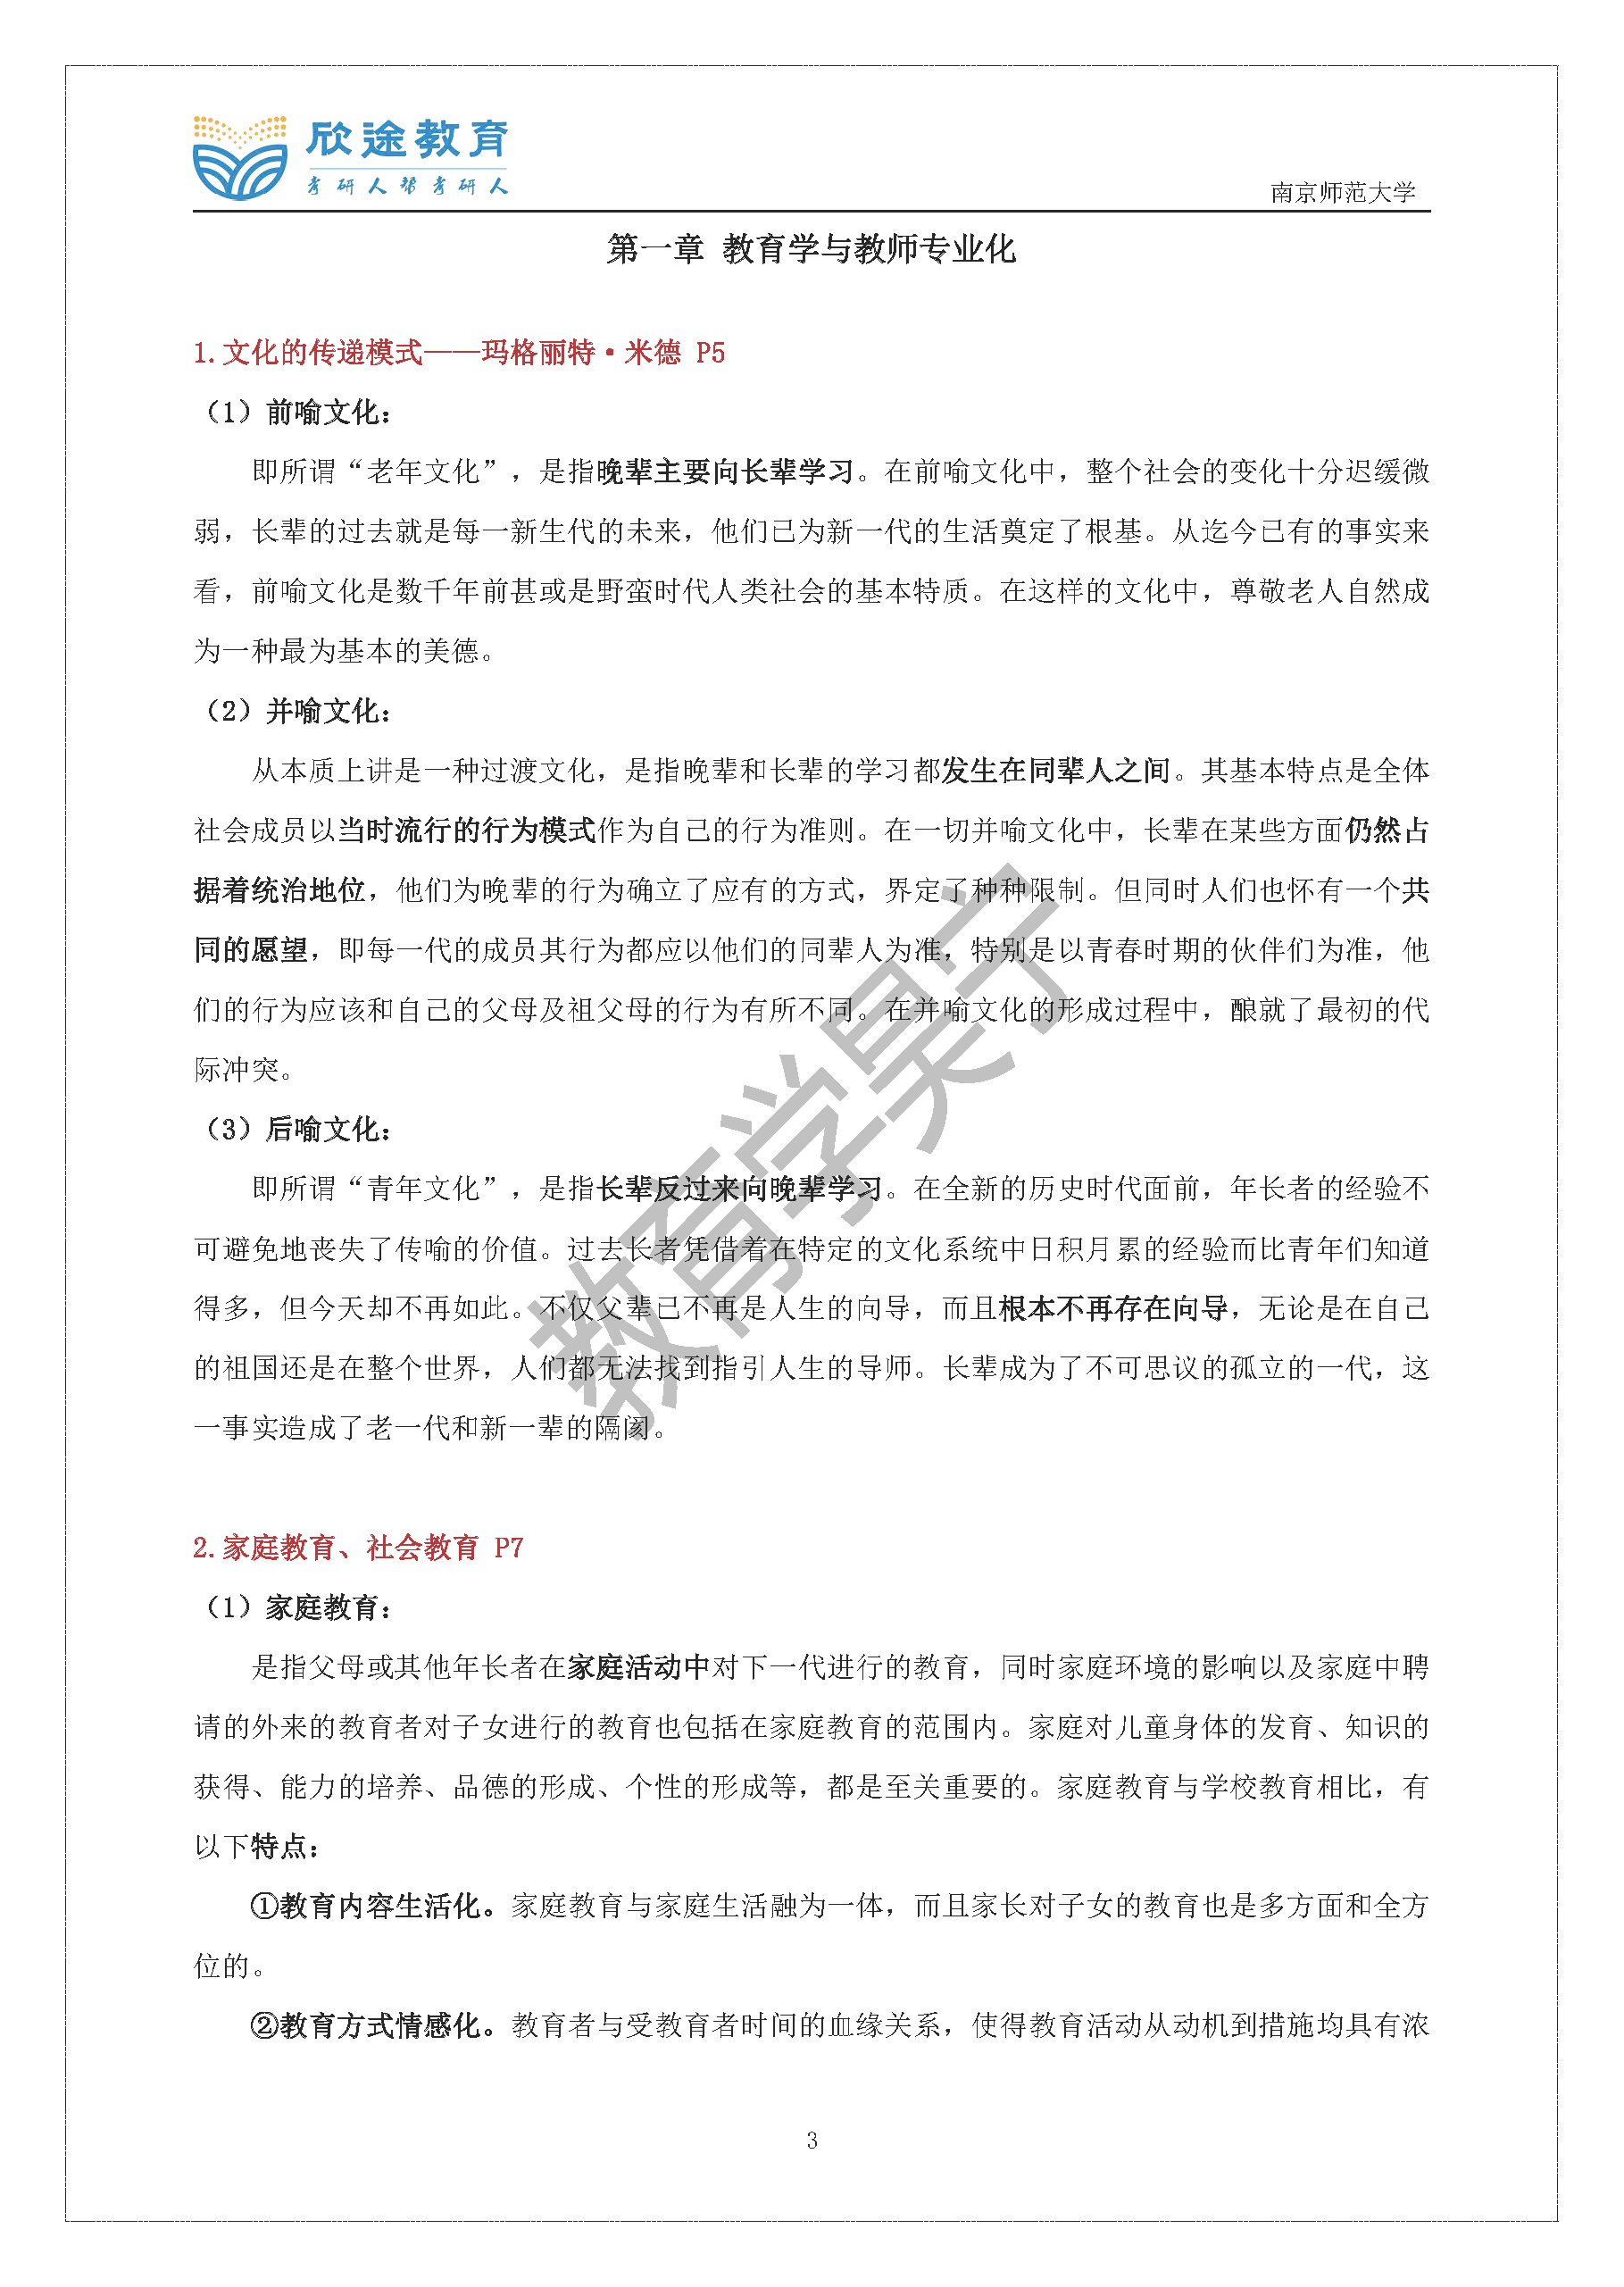 欣途教育
考研人帮考研人
南京师范大学
第一章 教育学与教师专业化
1.文化的传递模式——玛格丽特·米德 P5
（1）前喻文化：
即所谓“老年文化”，是指晚辈主要向长辈学习。在前喻文化中，整个社会的变化十分迟缓微
弱，长辈的过去就是每一新生代的未来，他们已为新一代的生活奠定了根基。从迄今已有的事实来
看，前喻文化是数千年前甚或是野蛮时代人类社会的基本特质。在这样的文化中，尊敬老人自然成
为一种最为基本的美德。
（2）并喻文化：
从本质上讲是一种过渡文化，是指晚辈和长辈的学习都发生在同辈人之间。其基本特点是全体
社会成员以当时流行的行为模式作为自己的行为准则。在一切并喻文化中，长辈在某些方面仍然占
据着统治地位，他们为晚辈的行为确立了应有的方式，界定了种种限制。但同时人们也怀有一个共
同的愿望，即每一代的成员其行为都应以他们的同辈人为准，特别是以青春时期的伙伴们为准，他
们的行为应该和自己的父母及祖父母的行为有所不同。在并喻文化的形成过程中，酿就了最初的代
际冲突。
（3）后喻文化：
即所谓“青年文化”，是指长辈反过来向晚辈学习。在全新的历史时代面前，年长者的经验不
可避免地丧失了传喻的价值。过去长者凭借着在特定的文化系统中日积月累的经验而比青年们知道
得多，但今天却不再如此。不仅父辈已不再是人生的向导，而且根本不再存在向导，无论是在自己
的祖国还是在整个世界，人们都无法找到指引人生的导师。长辈成为了不可思议的孤立的一代，这
一事实造成了老一代和新一辈的隔阂。
教育学昊宁
2.家庭教育、社会教育 P7
（1）家庭教育：
是指父母或其他年长者在家庭活动中对下一代进行的教育，同时家庭环境的影响以及家庭中聘
请的外来的教育者对子女进行的教育也包括在家庭教育的范围内。家庭对儿童身体的发育、知识的
获得、能力的培养、品德的形成、个性的形成等，都是至关重要的。家庭教育与学校教育相比，有
以下特点：
①教育内容生活化。家庭教育与家庭生活融为一体，而且家长对子女的教育也是多方面和全方
位的。
②教育方式情感化。教育者与受教育者时间的血缘关系，使得教育活动从动机到措施均具有浓
3